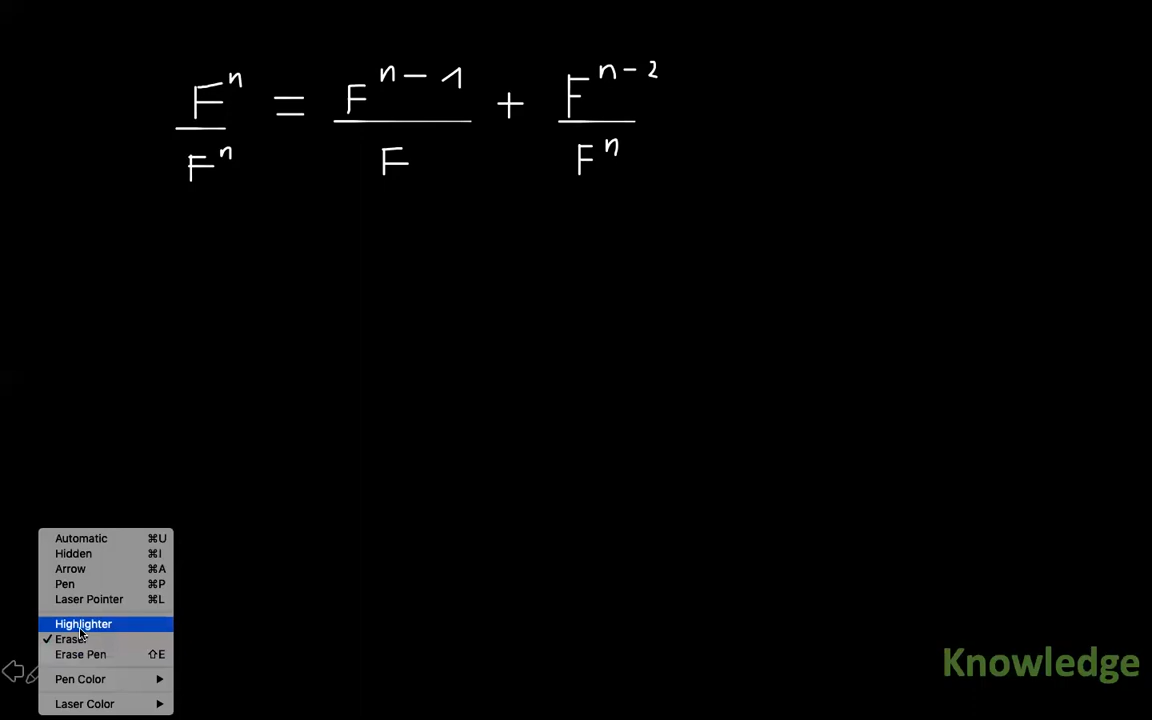 F^n / F^n = F^{n-1} / F + F^{n-2} / F^n
Automatic ⌘U
Hidden ⌘I
Arrow ⌘A
Pen ⌘P
Laser Pointer ⌘L
Highlighter
✓ Eraser
Erase Pen ⇧E
Pen Color ▶
Laser Color ▶
Knowledge